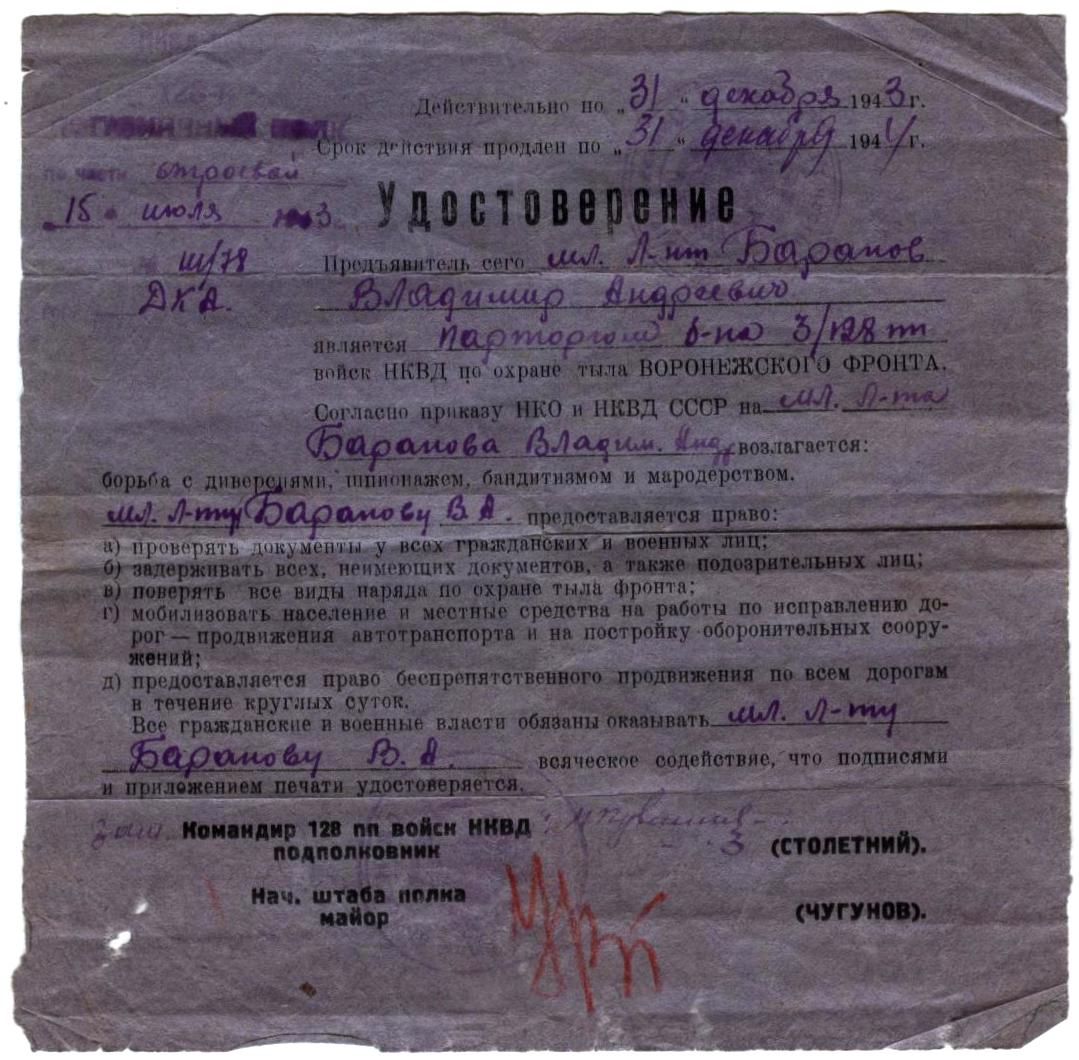 Действительно по „31“ декабря 1943 г.
Срок действия продлен по „31“ декабря 1944 г.
ПОГРАНИЧНЫЙ ПОЛК
по части строевой
15 июля 1943
Удостоверение
№ Ш/78
ДКА.
Предъявитель сего мл. Л-нт Баранов
Владимир Андреевич
является парторгом б-на 3/128 пп
войск НКВД по охране тыла ВОРОНЕЖСКОГО ФРОНТА.
Согласно приказу НКО и НКВД СССР на мл. Л-та
Баранова Владим. Анд возлагается:
борьба с диверсиями, шпионажем, бандитизмом и мародерством.
мл. Л-ту Баранову В А. предоставляется право:
а) проверять документы у всех гражданских и военных лиц;
б) задерживать всех, неимеющих документов, а также подозрительных лиц;
в) поверять все виды наряда по охране тыла фронта;
г) мобилизовать население и местные средства на работы по исправлению до-
рог — продвижения автотранспорта и на постройку оборонительных соору-
жений;
д) предоставляется право беспрепятственного продвижения по всем дорогам
в течение круглых суток.
Все гражданские и военные власти обязаны оказывать мл. Л-ту
Баранову В. А. всяческое содействие, что подписями
и приложением печати удостоверяется.
зам. Командир 128 пп войск НКВД
подполковник (СТОЛЕТНИЙ).
Нач. штаба полка
майор (ЧУГУНОВ).